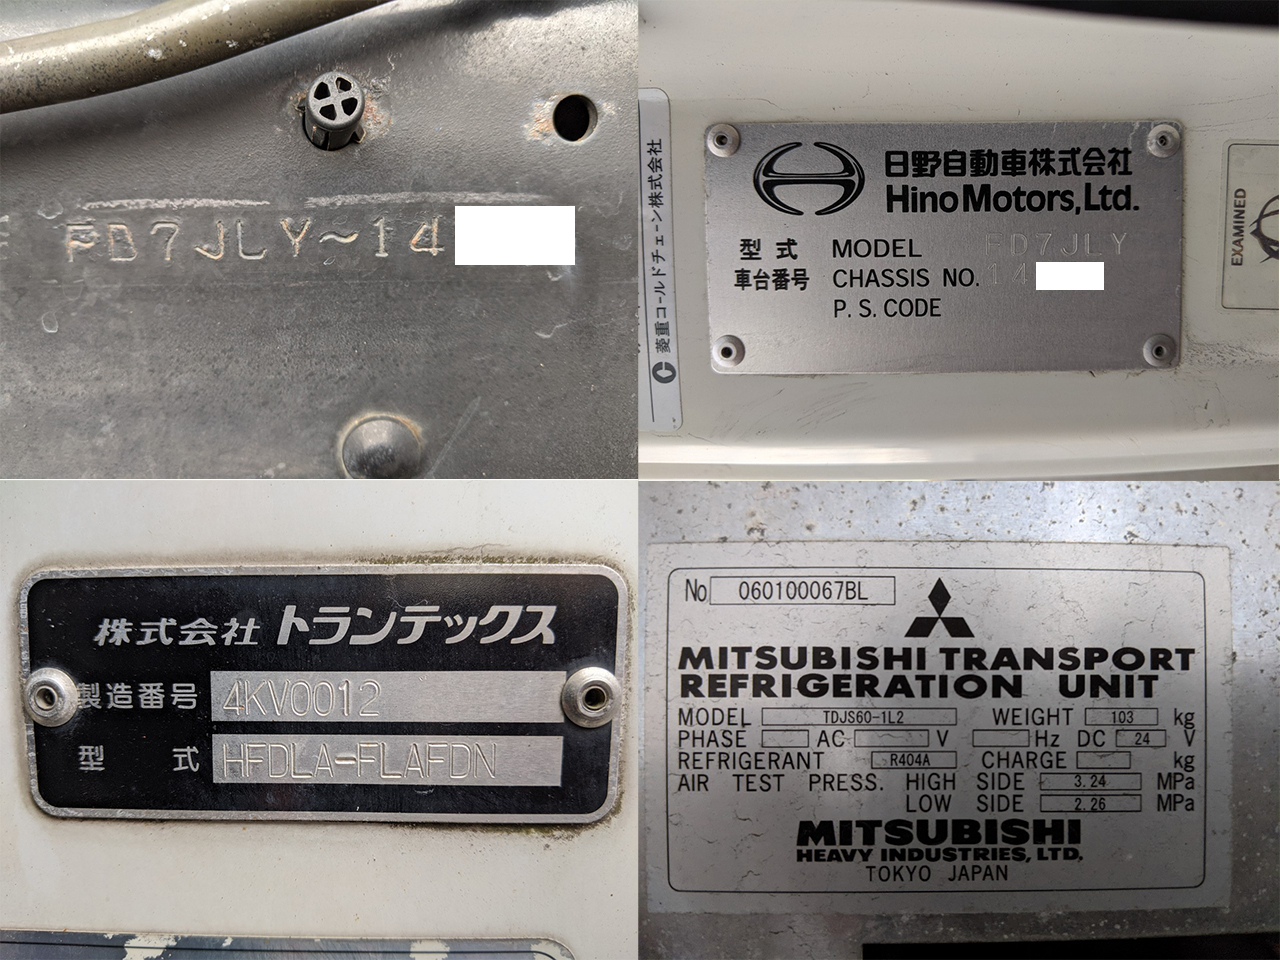 FD7JLY~14
菱重コールドチェーン株式会社
日野自動車株式会社
Hino Motors, Ltd.
型式 MODEL FD7JLY
車台番号 CHASSIS NO. 14
P.S.CODE
EXAMINED
株式会社 トランテックス
製造番号 4KV0012
型式 HFDLA-FLAFDN
No 060100067BL
MITSUBISHI TRANSPORT
REFRIGERATION UNIT
MODEL TDJS60-1L2 WEIGHT 103 kg
PHASE AC V Hz DC 24 V
REFRIGERANT R404A CHARGE kg
AIR TEST PRESS. HIGH SIDE 3.24 MPa
LOW SIDE 2.26 MPa
MITSUBISHI
HEAVY INDUSTRIES, LTD.
TOKYO JAPAN